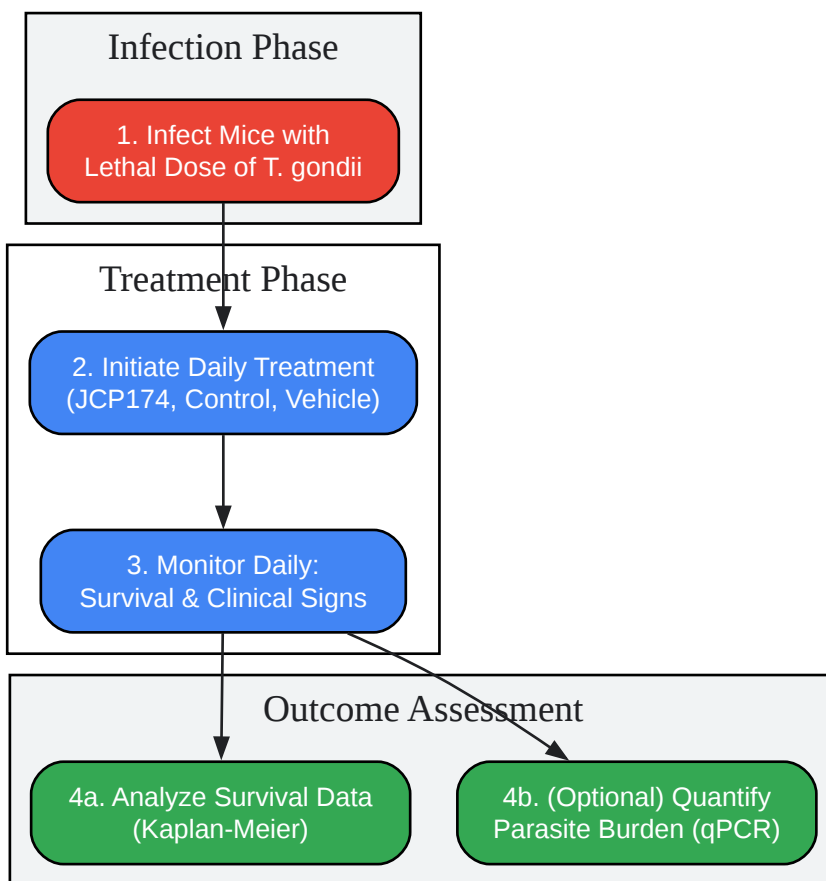 Infection Phase
1. Infect Mice with
Lethal Dose of T. gondii
Treatment Phase
2. Initiate Daily Treatment
(JCP174, Control, Vehicle)
3. Monitor Daily:
Survival & Clinical Signs
Outcome Assessment
4a. Analyze Survival Data
(Kaplan-Meier)
4b. (Optional) Quantify
Parasite Burden (qPCR)